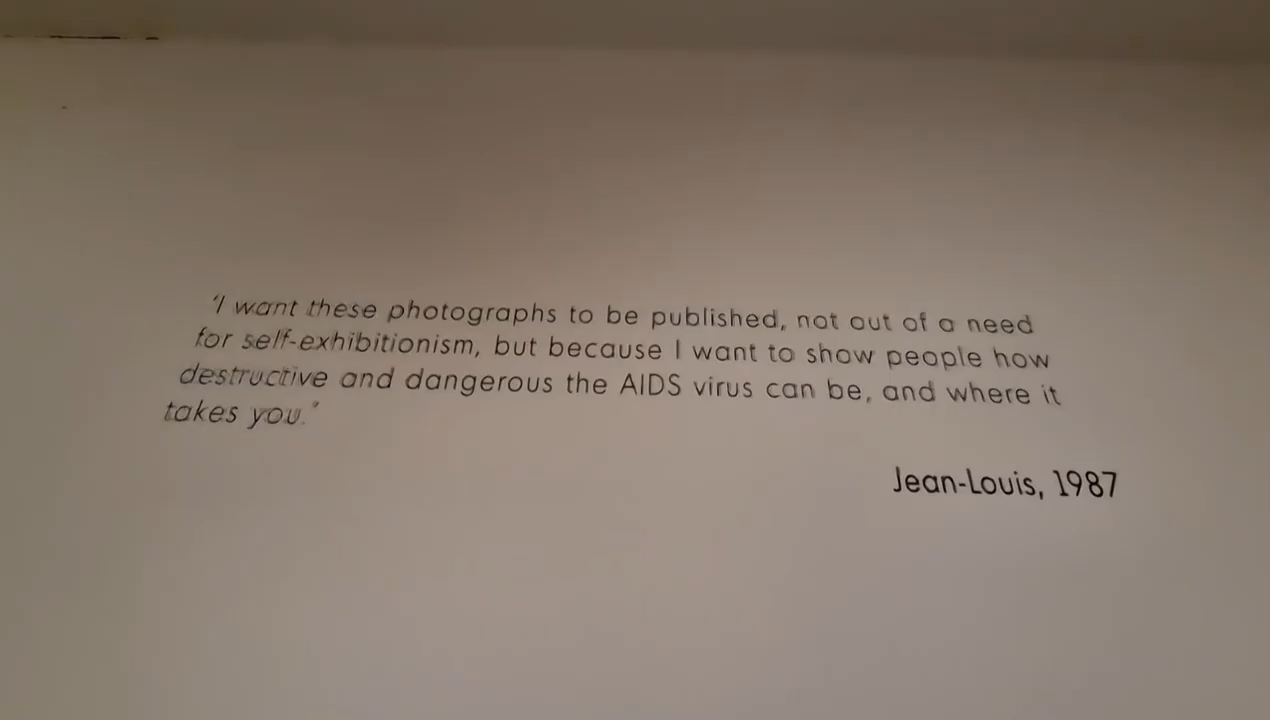 'I want these photographs to be published, not out of a need
for self-exhibitionism, but because I want to show people how
destructive and dangerous the AIDS virus can be, and where it
takes you.'
Jean-Louis, 1987